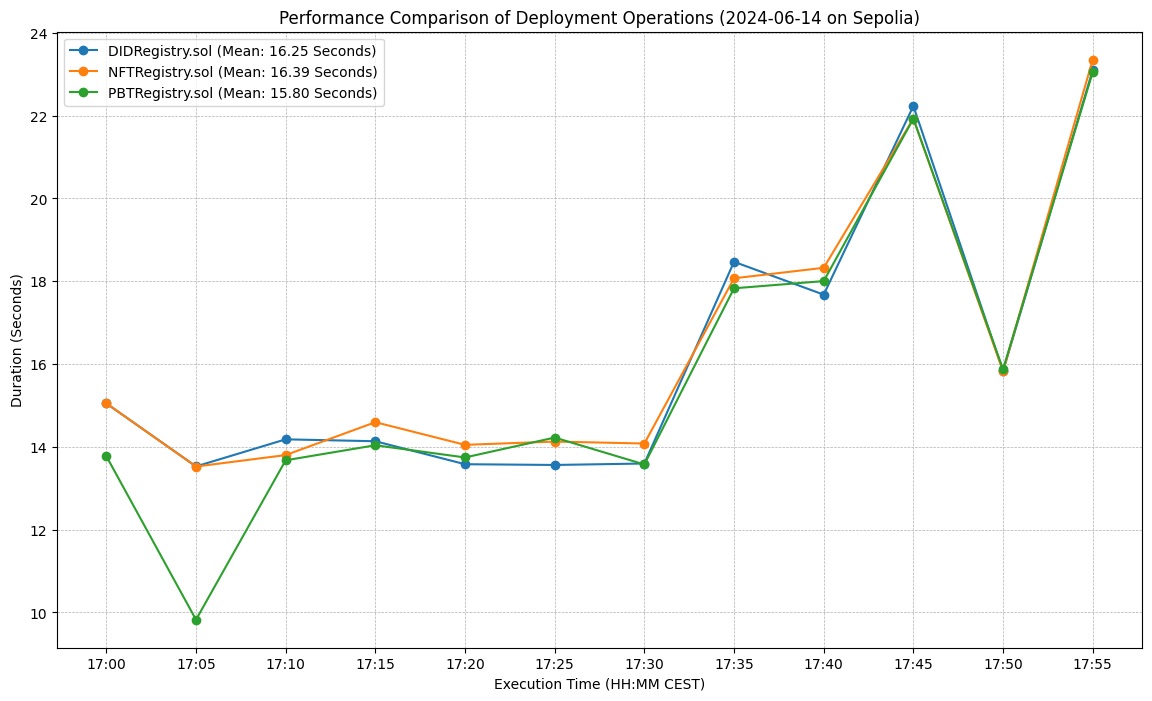 Performance Comparison of Deployment Operations (2024-06-14 on Sepolia)
DIDRegistry.sol (Mean: 16.25 Seconds)
NFTRegistry.sol (Mean: 16.39 Seconds)
PBTRegistry.sol (Mean: 15.80 Seconds)
Duration (Seconds)
24
22
20
18
16
14
12
10
17:00 17:05 17:10 17:15 17:20 17:25 17:30 17:35 17:40 17:45 17:50 17:55
Execution Time (HH:MM CEST)